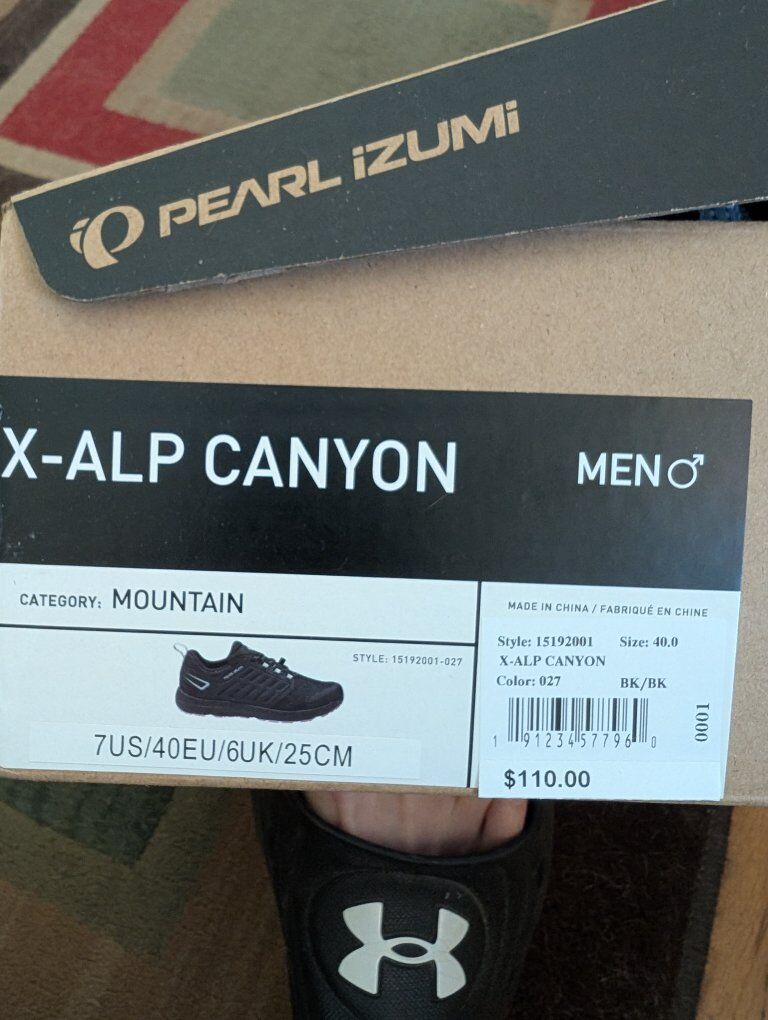 PEARL iZUMi
X-ALP CANYON
MEN♂
CATEGORY: MOUNTAIN
STYLE: 15192001-027
7US/40EU/6UK/25CM
MADE IN CHINA / FABRIQUÉ EN CHINE
Style: 15192001 Size: 40.0
X-ALP CANYON
Color: 027 BK/BK
1 91234 57796 0
0001
$110.00